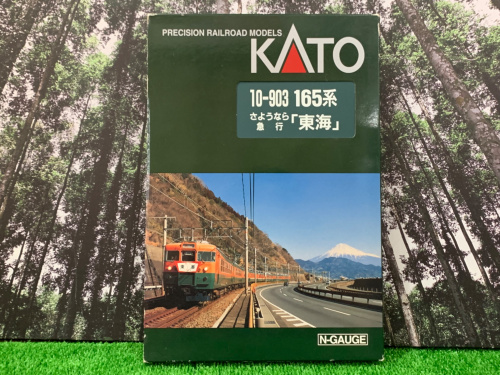 PRECISION RAILROAD MODELS
KATO
10-903 165系
さようなら
急行「東海」
N-GAUGE